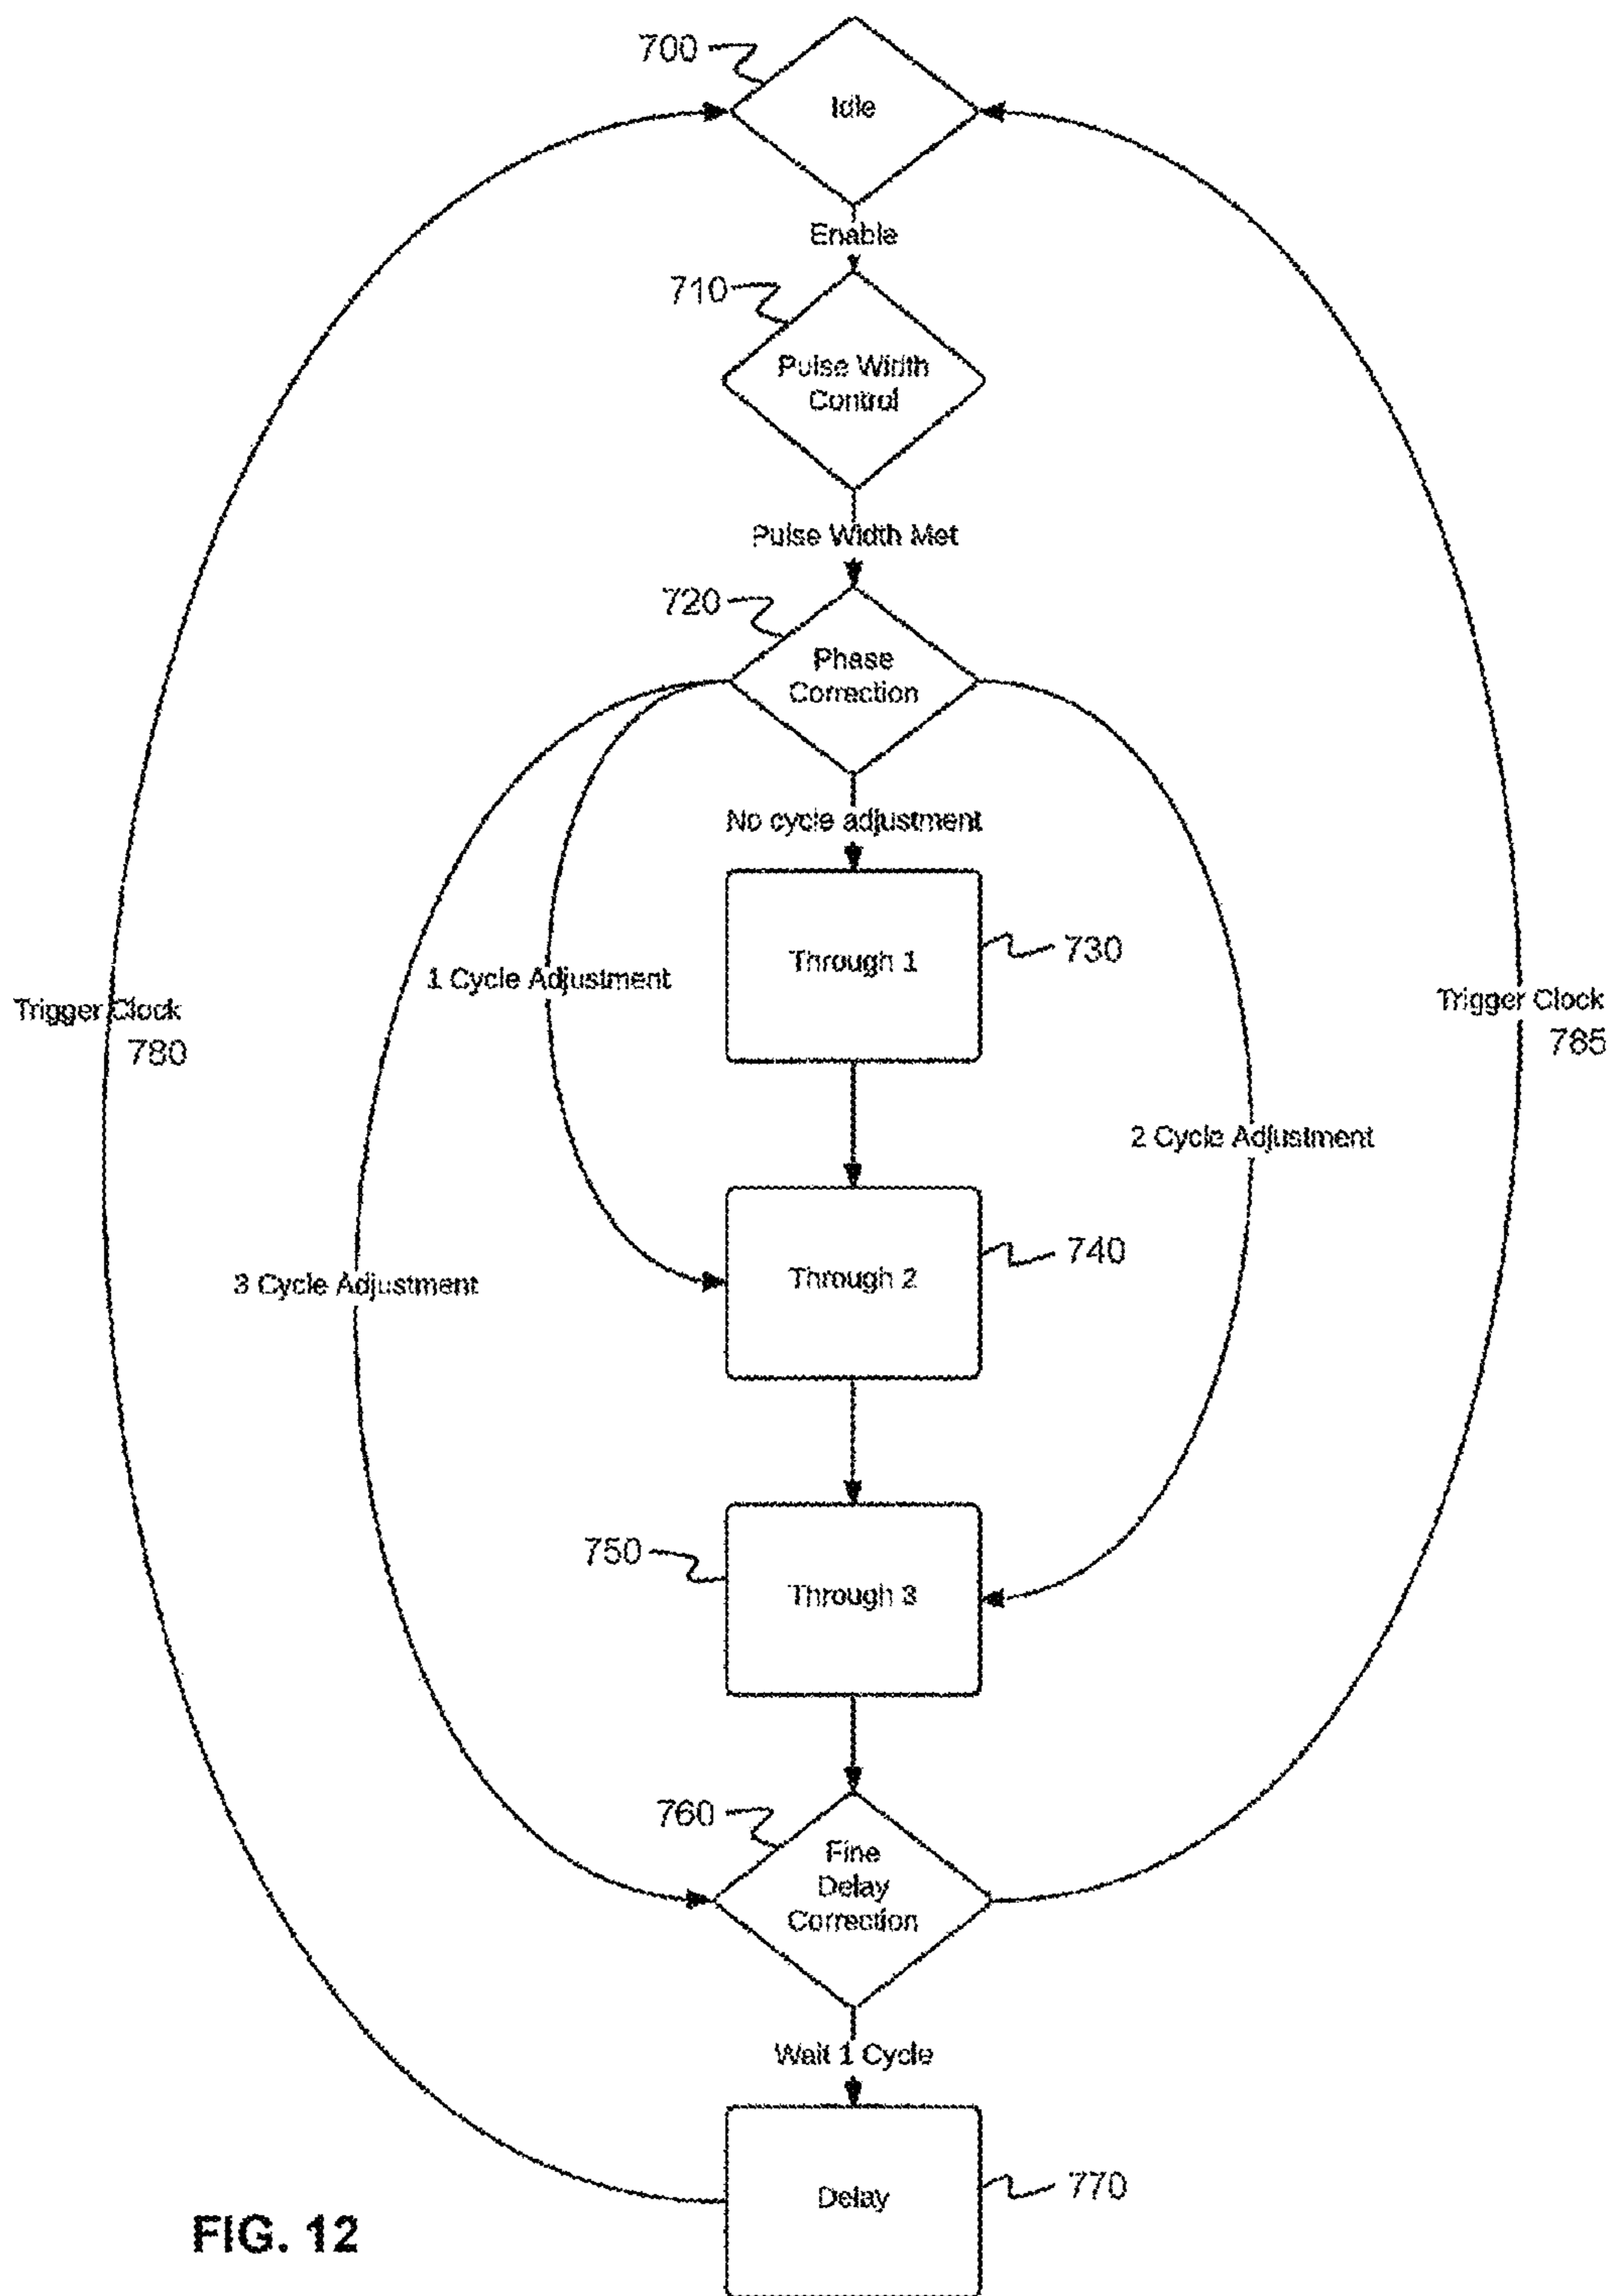 700
Idle
Enable
710
Pulse Width
Control
Pulse Width Met
720
Phase
Correction
No cycle adjustment
Through 1
730
1 Cycle Adjustment
Trigger Clock
780
Trigger Clock
785
2 Cycle Adjustment
Through 2
740
3 Cycle Adjustment
750
Through 3
760
Fine
Delay
Correction
Wait 1 Cycle
Delay
770
FIG. 12